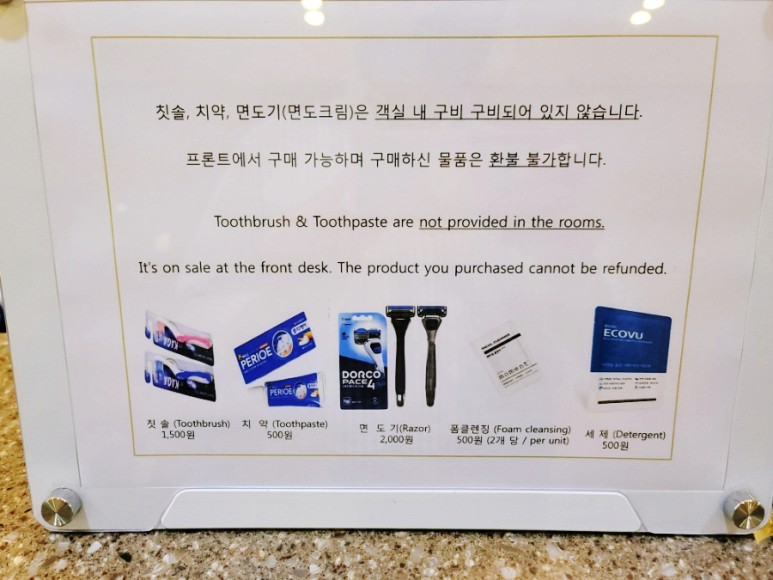 칫솔, 치약, 면도기(면도크림)은 객실 내 구비 구비되어 있지 않습니다.
프론트에서 구매 가능하며 구매하신 물품은 환불 불가합니다.
Toothbrush & Toothpaste are not provided in the rooms.
It's on sale at the front desk. The product you purchased cannot be refunded.
PERIOE
PERIOE
DORCO
PACE4
ECOVU
칫 솔 (Toothbrush)
1,500원
치 약 (Toothpaste)
500원
면 도 기(Razor)
2,000원
폼클렌징 (Foam cleansing)
500원 (2개 당 / per unit)
세 제 (Detergent)
500원